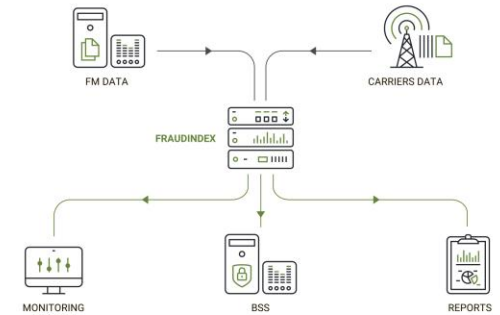 FM DATA
CARRIERS DATA
FRAUDINDEX
MONITORING
BSS
REPORTS